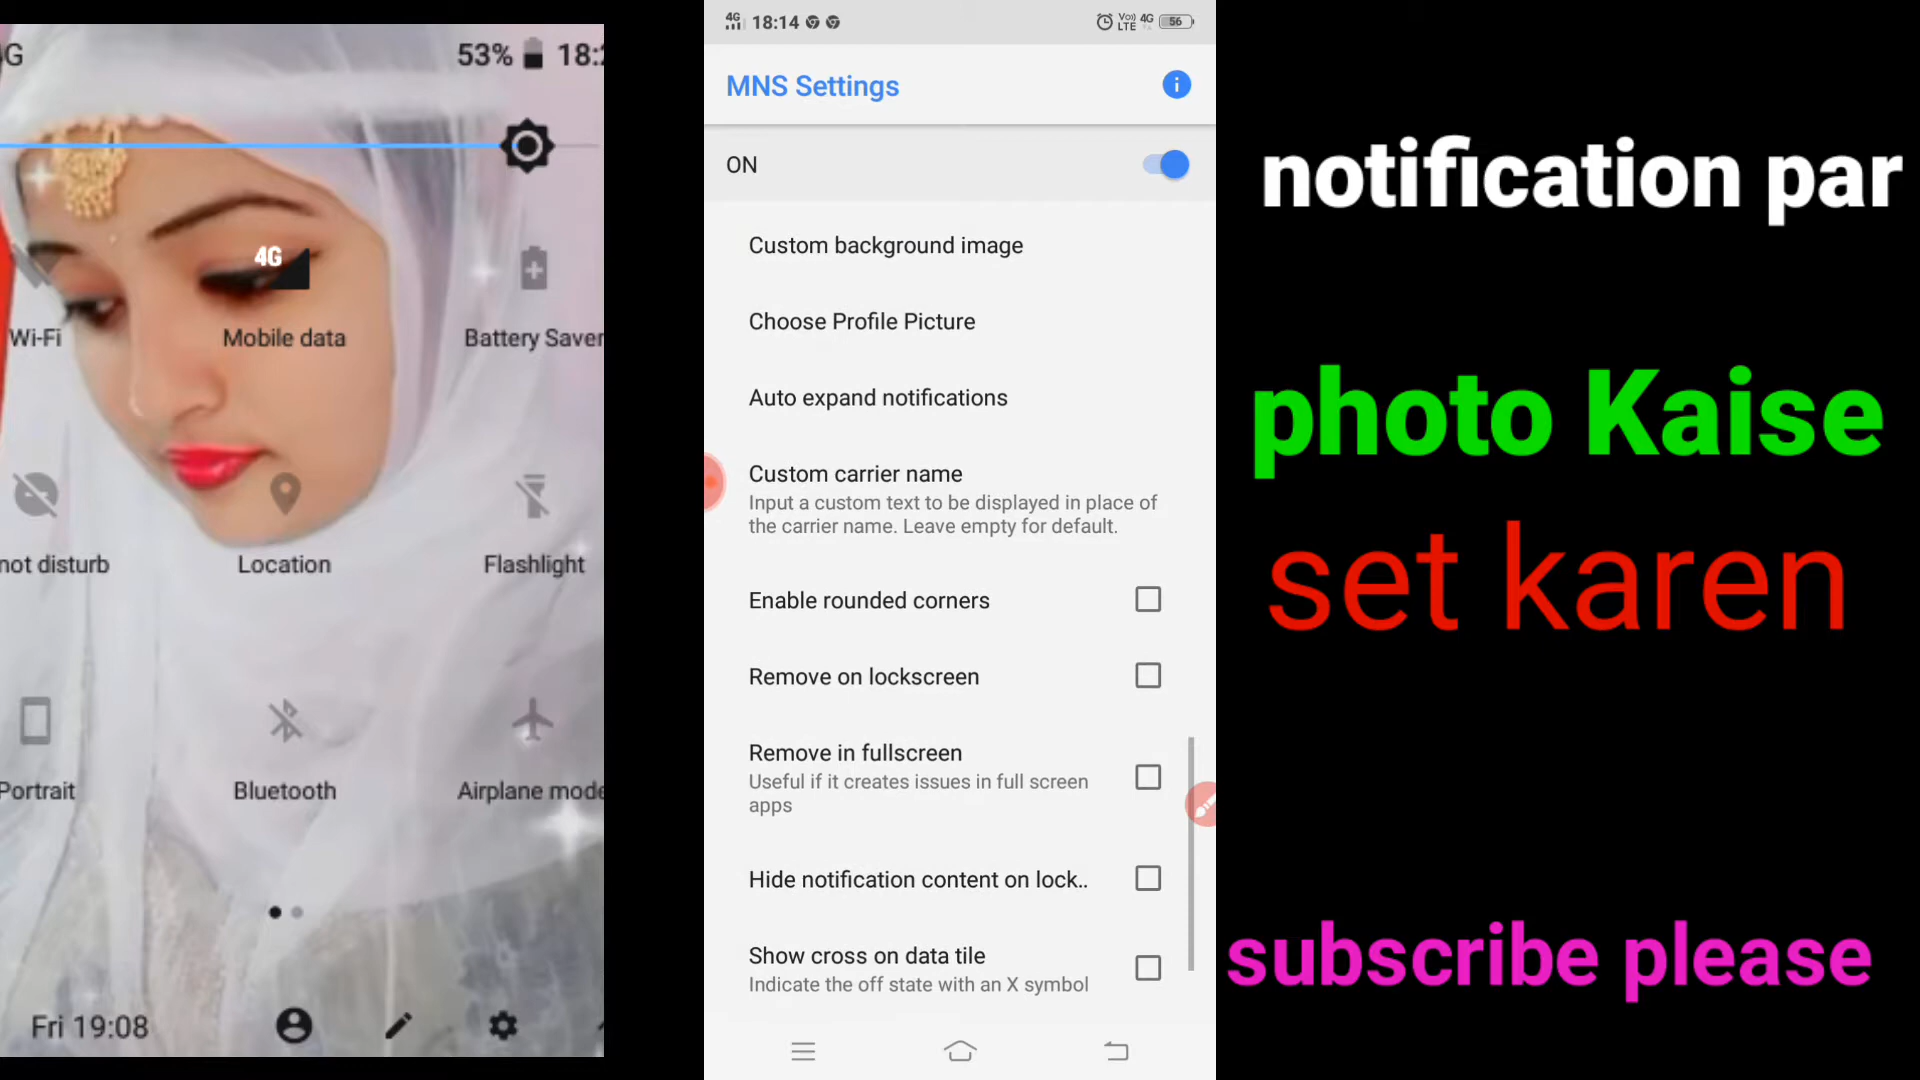 G
53%
18:2
4G
Wi-Fi
Mobile data
Battery Saver
not disturb
Location
Flashlight
Portrait
Bluetooth
Airplane mode
Fri 19:08
4G 18:14
Vo) LTE 4G 56
MNS Settings
i
ON
Custom background image
Choose Profile Picture
Auto expand notifications
Custom carrier name
Input a custom text to be displayed in place of
the carrier name. Leave empty for default.
Enable rounded corners
Remove on lockscreen
Remove in fullscreen
Useful if it creates issues in full screen
apps
Hide notification content on lock..
Show cross on data tile
Indicate the off state with an X symbol
notification par
photo Kaise
set karen
subscribe please